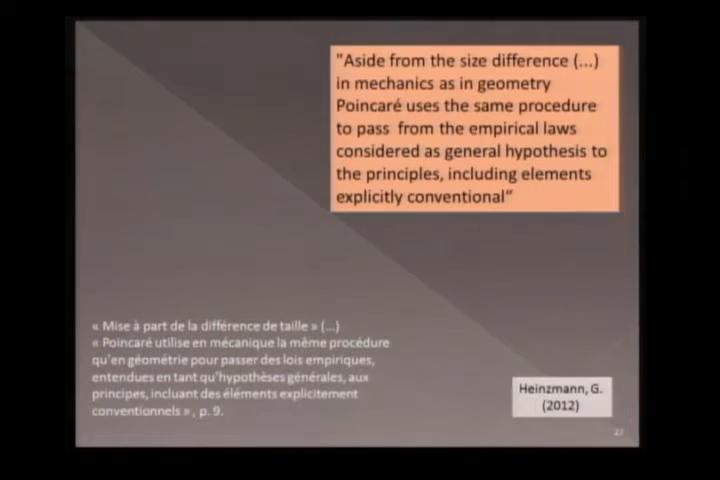 "Aside from the size difference (...)
in mechanics as in geometry
Poincaré uses the same procedure
to pass from the empirical laws
considered as general hypothesis to
the principles, including elements
explicitly conventional"
« Mise à part de la différence de taille » (...)
« Poincaré utilise en mécanique la même procédure
qu'en géométrie pour passer des lois empiriques,
entendues en tant qu'hypothèses générales, aux
principes, incluant des éléments explicitement
conventionnels » , p. 9.
Heinzmann, G.
(2012)
27